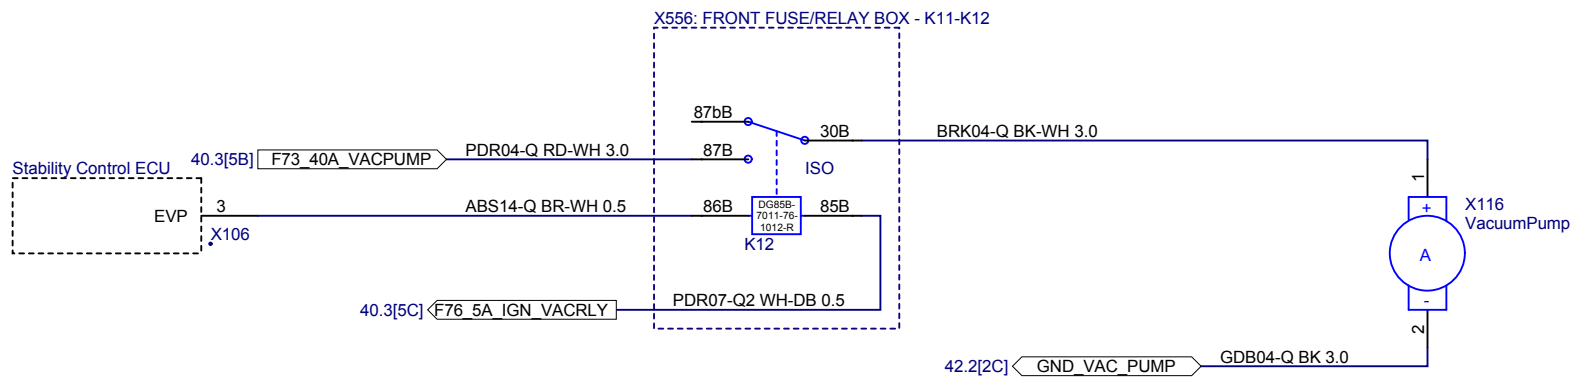 X556: FRONT FUSE/RELAY BOX - K11-K12
87bB
30B
BRK04-Q BK-WH 3.0
40.3[5B]
F73_40A_VACPUMP
PDR04-Q RD-WH 3.0
87B
ISO
Stability Control ECU
EVP
3
X106
ABS14-Q BR-WH 0.5
86B
DG85B-
7011-76-
1012-R
85B
K12
1
+
X116
VacuumPump
A
-
2
40.3[5C]
F76_5A_IGN_VACRLY
PDR07-Q2 WH-DB 0.5
42.2[2C]
GND_VAC_PUMP
GDB04-Q BK 3.0